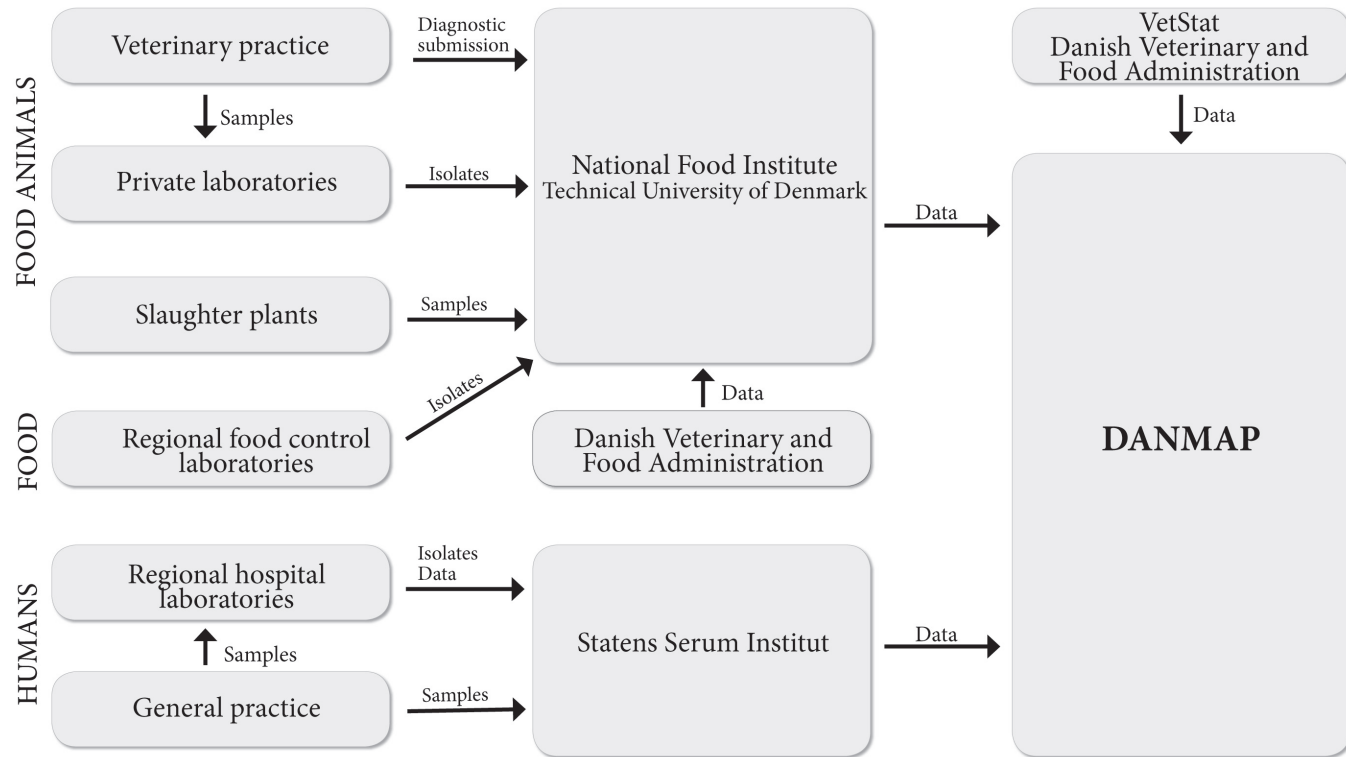 FOOD ANIMALS
Veterinary practice
Diagnostic
submission
Samples
Private laboratories
Isolates
Slaughter plants
Samples
National Food Institute
Technical University of Denmark
Data
VetStat
Danish Veterinary and
Food Administration
Data
DANMAP
FOOD
Regional food control
laboratories
Isolates
Data
Danish Veterinary and
Food Administration
HUMANS
Regional hospital
laboratories
Isolates
Data
Samples
General practice
Samples
Statens Serum Institut
Data